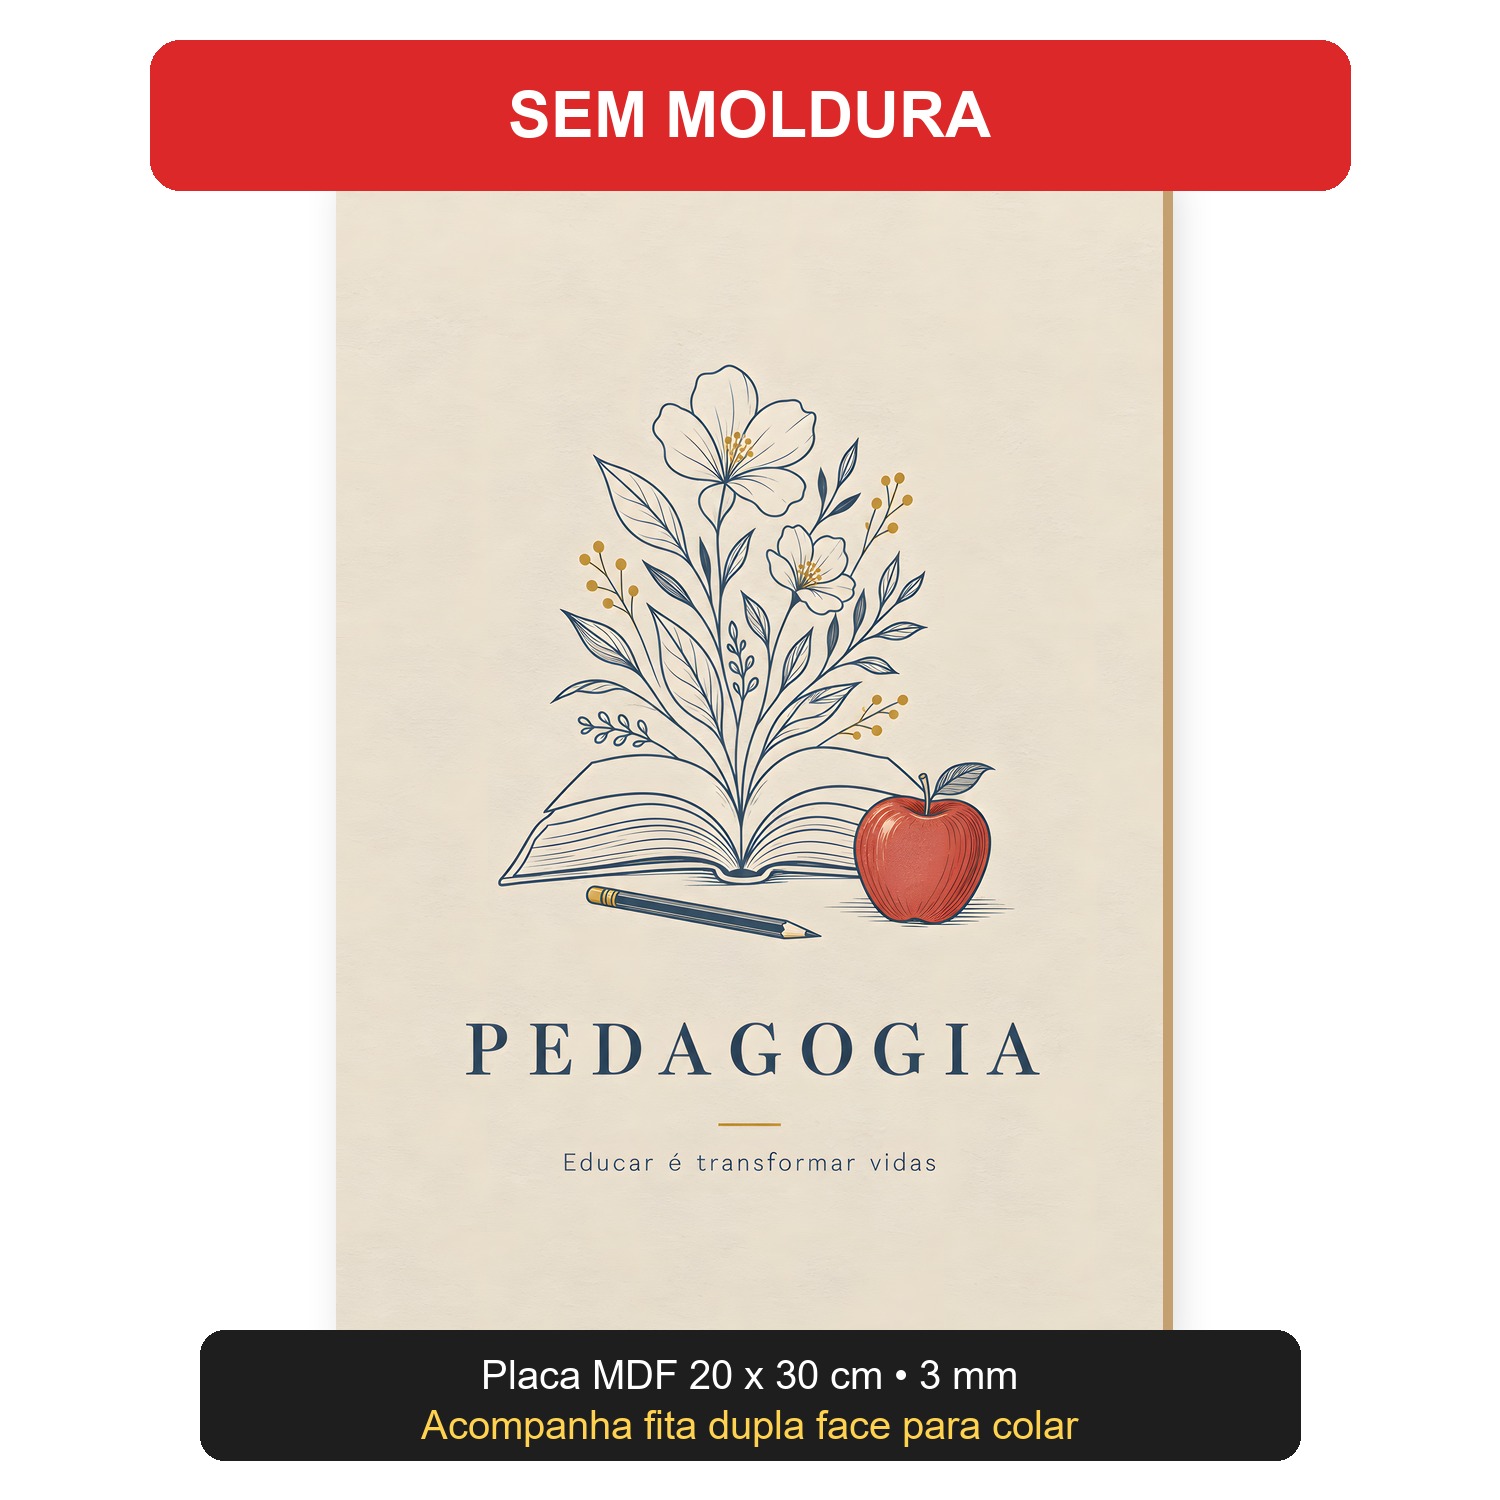 SEM MOLDURA
PEDAGOGIA
Educar é transformar vidas
Placa MDF 20 x 30 cm • 3 mm
Acompanha fita dupla face para colar